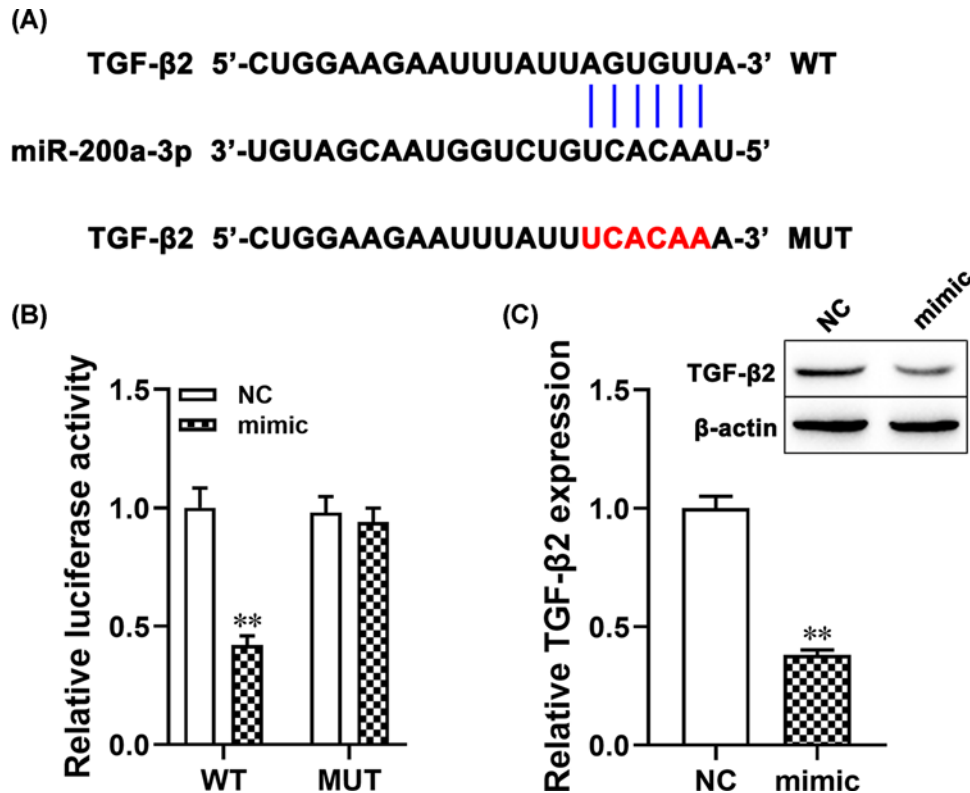 (A)
TGF-β2 5’-CUGGAAGAAUUUAUUAGUGUUA-3’ WT
miR-200a-3p 3’-UGUAGCAAUGGUCUGUCACAAU-5’
TGF-β2 5’-CUGGAAGAAUUUAUUUCACAAA-3’ MUT
(B)
Relative luciferase activity
1.5
1.0
0.5
0.0
NC
mimic
**
WT MUT
(C)
Relative TGF-β2 expression
1.5
1.0
0.5
0.0
NC mimic
TGF-β2
β-actin
**
NC mimic